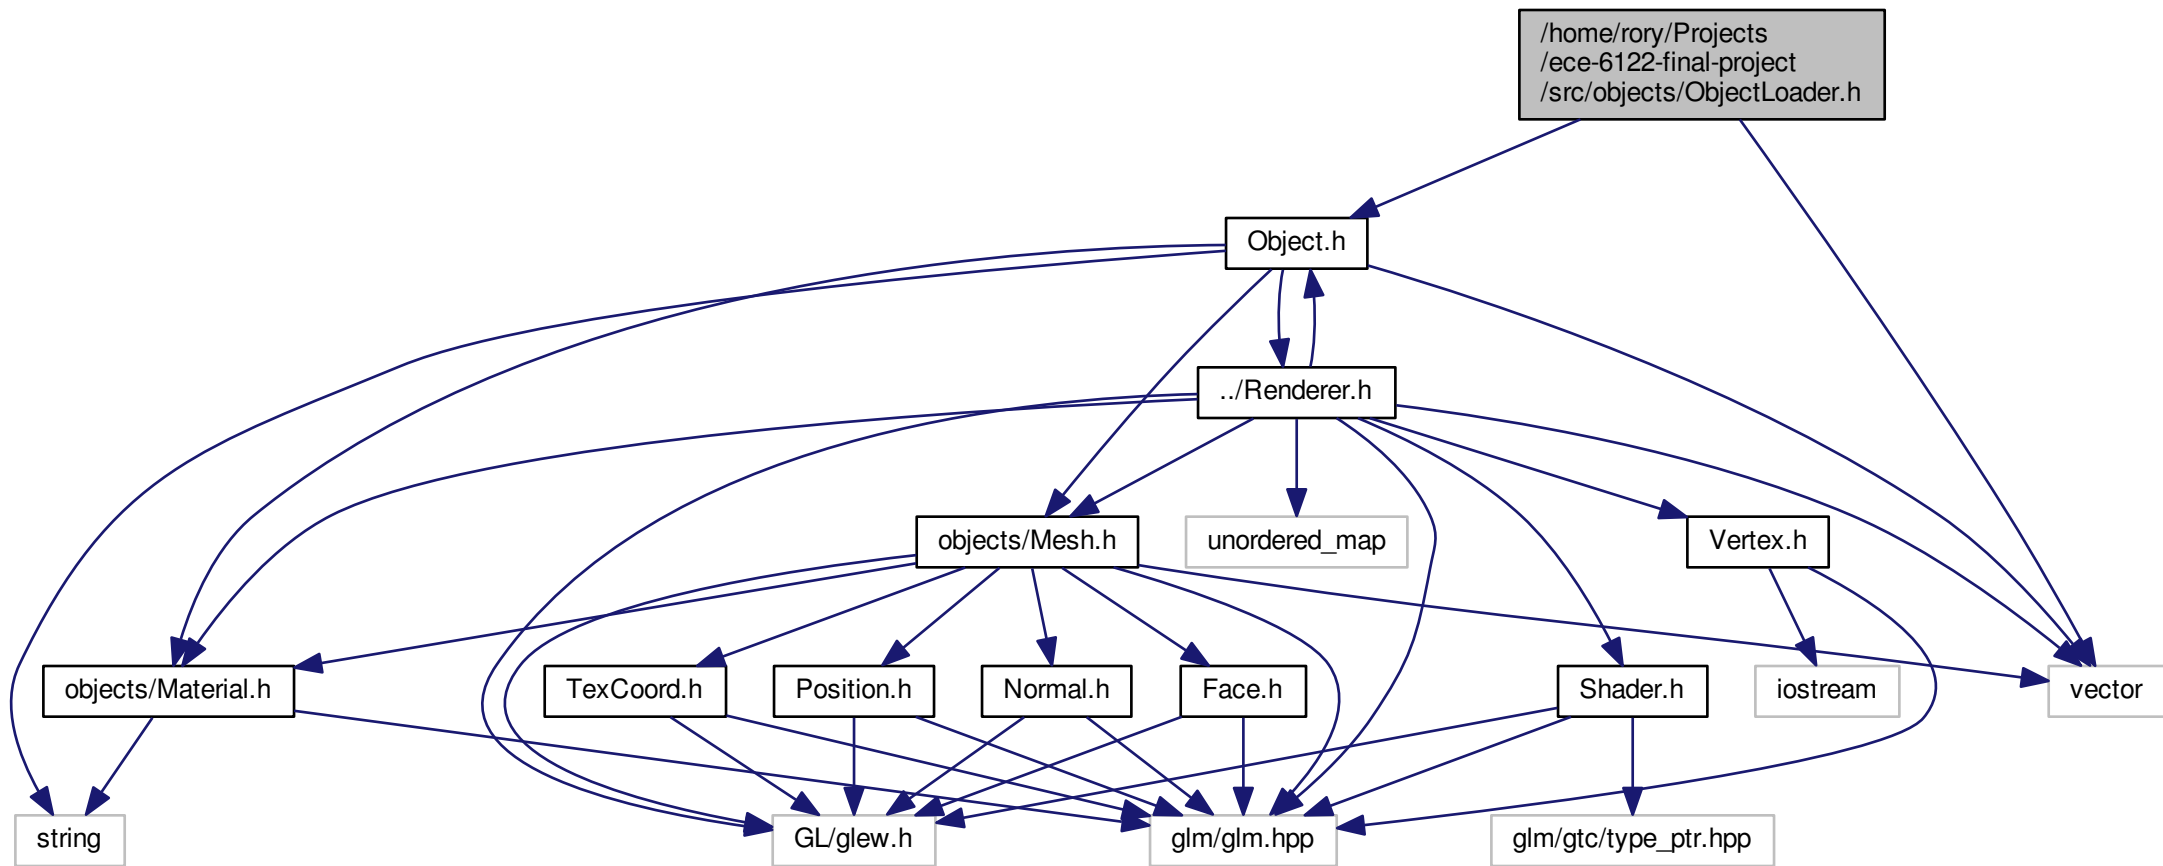 /home/rory/Projects
/ece-6122-final-project
/src/objects/ObjectLoader.h
Object.h
../Renderer.h
objects/Mesh.h
unordered_map
Vertex.h
objects/Material.h
TexCoord.h
Position.h
Normal.h
Face.h
Shader.h
iostream
vector
string
GL/glew.h
glm/glm.hpp
glm/gtc/type_ptr.hpp